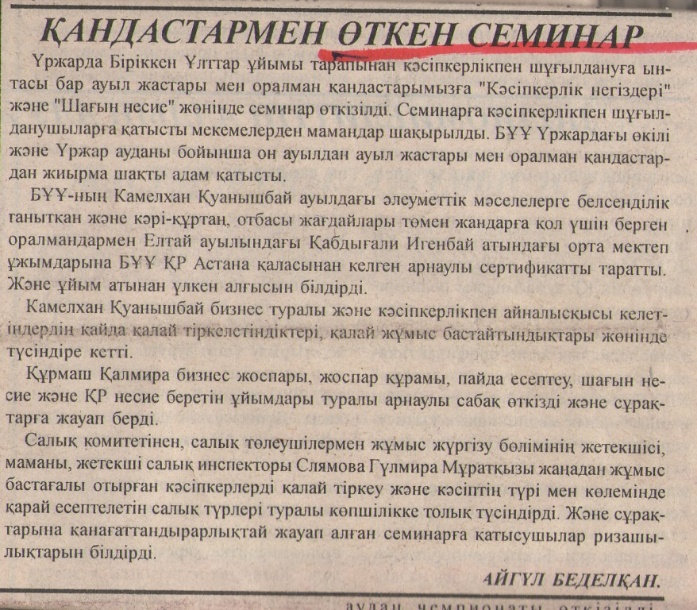 ҚАНДАСТАРМЕН ӨТКЕН СЕМИНАР
Үржарда Біріккен Ұлттар ұйымы тарапынан кәсіпкерлікпен шұғылдануға ын-
тасы бар ауыл жастары мен оралман қандастарымызға "Кәсіпкерлік негіздері"
және "Шағын несие" жөнінде семинар өткізілді. Семинарға кәсіпкерлікпен шұғыл-
данушыларға қатысты мекемелерден мамандар шақырылды. БҰҰ Үржардағы өкілі
және Үржар ауданы бойынша он ауылдан ауыл жастары мен оралман қандастар-
дан жиырма шақты адам қатысты.
БҰҰ-ның Камелхан Қуанышбай ауылдағы әлеуметтік мәселелерге белсенділік
танытқан және кәрі-құртаң, отбасы жағдайлары төмен жандарға қол үшін берген
оралмандармен Елтай ауылындағы Қабдығали Игенбай атындағы орта мектеп
ұжымдарына БҰҰ ҚР Астана қаласынан келген арнаулы сертификатты таратты.
Және ұйым атынан үлкен алғысын білдірді.
Камелхан Қуанышбай бизнес туралы және кәсіпкерлікпен айналысқысы келет-
індердің қайда қалай тіркелетіндіктері, қалай жұмыс бастайтындықтары жөнінде
түсіндіре кетті.
Құрмаш Қалмира бизнес жоспары, жоспар құрамы, пайда есептеу, шағын не-
сие және ҚР несие беретін ұйымдары туралы арнаулы сабақ өткізді және сұрақ-
тарға жауап берді.
Салық комитетінен, салық төлеушілермен жұмыс жүргізу бөлімінің жетекшісі,
маманы, жетекші салық инспекторы Слямова Гүлмира Мұратқызы жаңадан жұмыс
бастағалы отырған кәсіпкерлерді қалай тіркеу және кәсіптің түрі мен көлемінде
қарай есептелетін салық түрлері туралы көпшілікке толық түсіндірді. Және сұрақ-
тарына қанағаттандырарлықтай жауап алған семинарға қатысушылар ризашы-
лықтарын білдірді.
АЙГҮЛ БЕДЕЛҚАН.